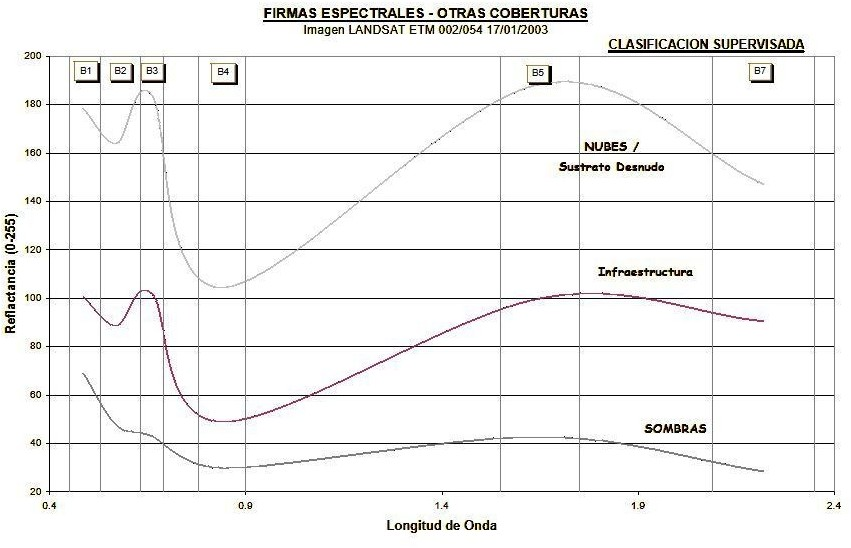 FIRMAS ESPECTRALES - OTRAS COBERTURAS
Imagen LANDSAT ETM 002/054 17/01/2003
CLASIFICACION SUPERVISADA
B1 B2 B3 B4 B5 B7
NUBES /
Sustrato Desnudo
Infraestructura
SOMBRAS
Reflactancia (0-255)
200
180
160
140
120
100
80
60
40
20
0.4 0.9 1.4 1.9 2.4
Longitud de Onda